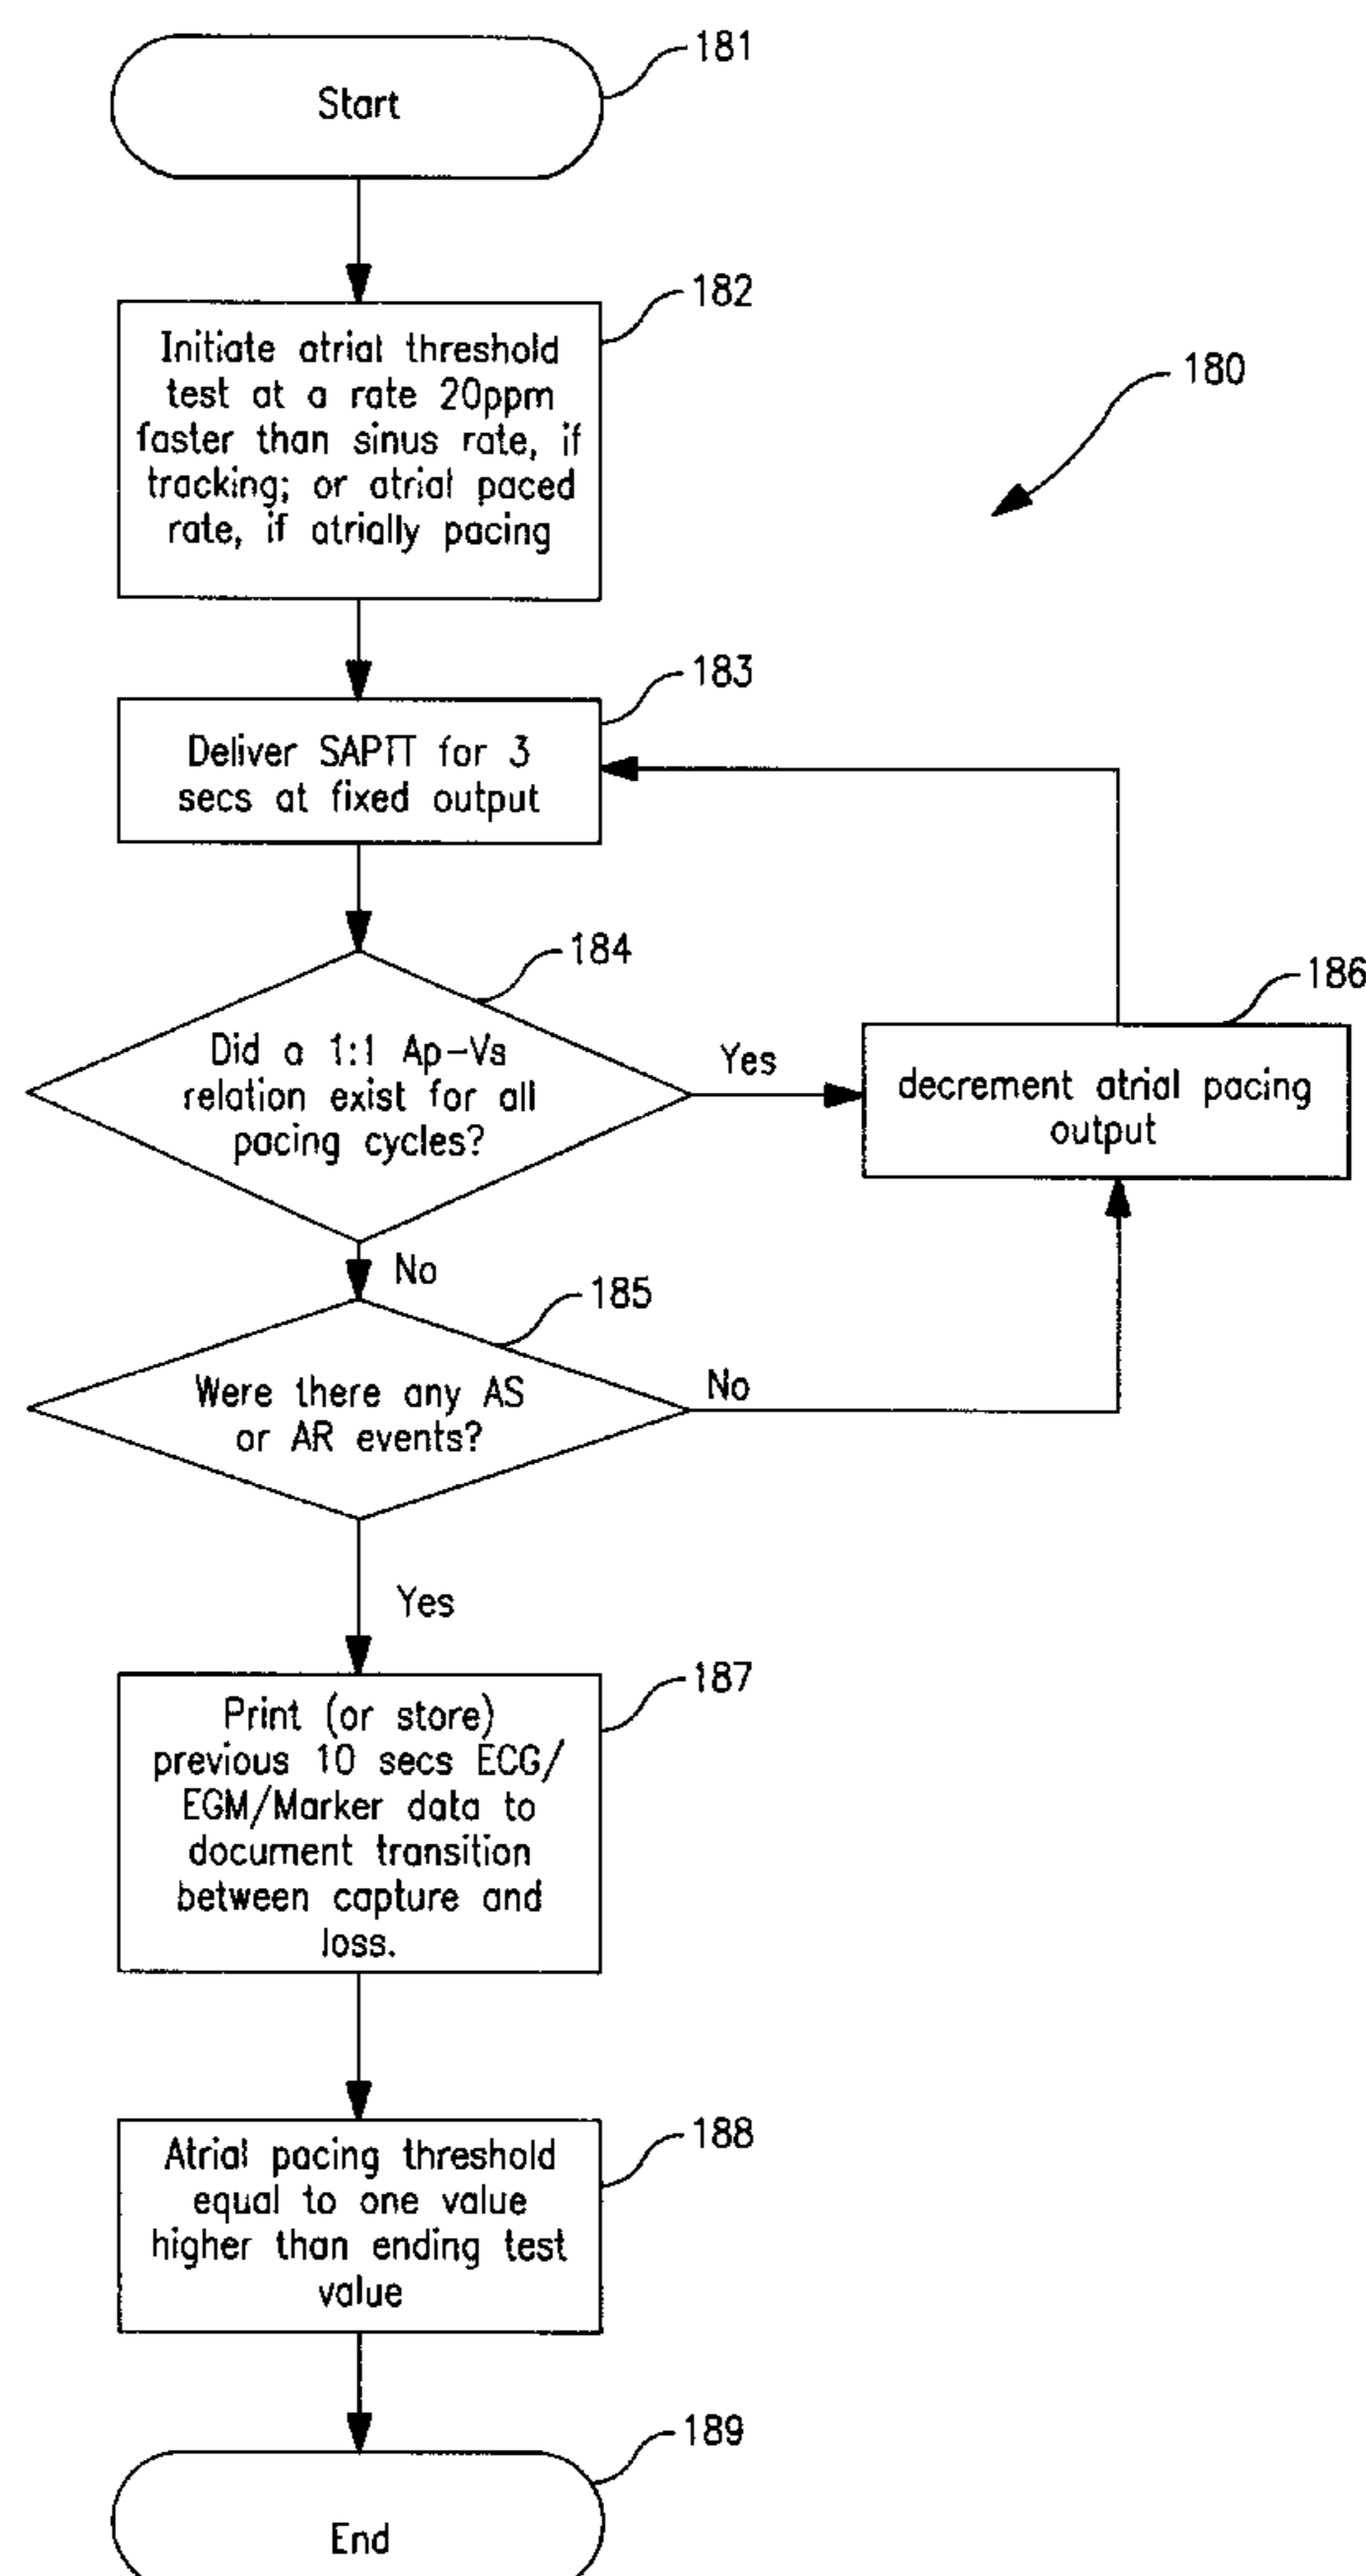 181
Start
182
Initiate atrial threshold
test at a rate 20ppm
faster than sinus rate, if
tracking; or atrial paced
rate, if atrially pacing
180
183
Deliver SAPTT for 3
secs at fixed output
184
Did a 1:1 Ap-Vs
relation exist for all
pacing cycles?
Yes
186
decrement atrial pacing
output
No
185
Were there any AS
or AR events?
No
Yes
187
Print (or store)
previous 10 secs ECG/
EGM/Marker data to
document transition
between capture and
loss.
188
Atrial pacing threshold
equal to one value
higher than ending test
value
189
End